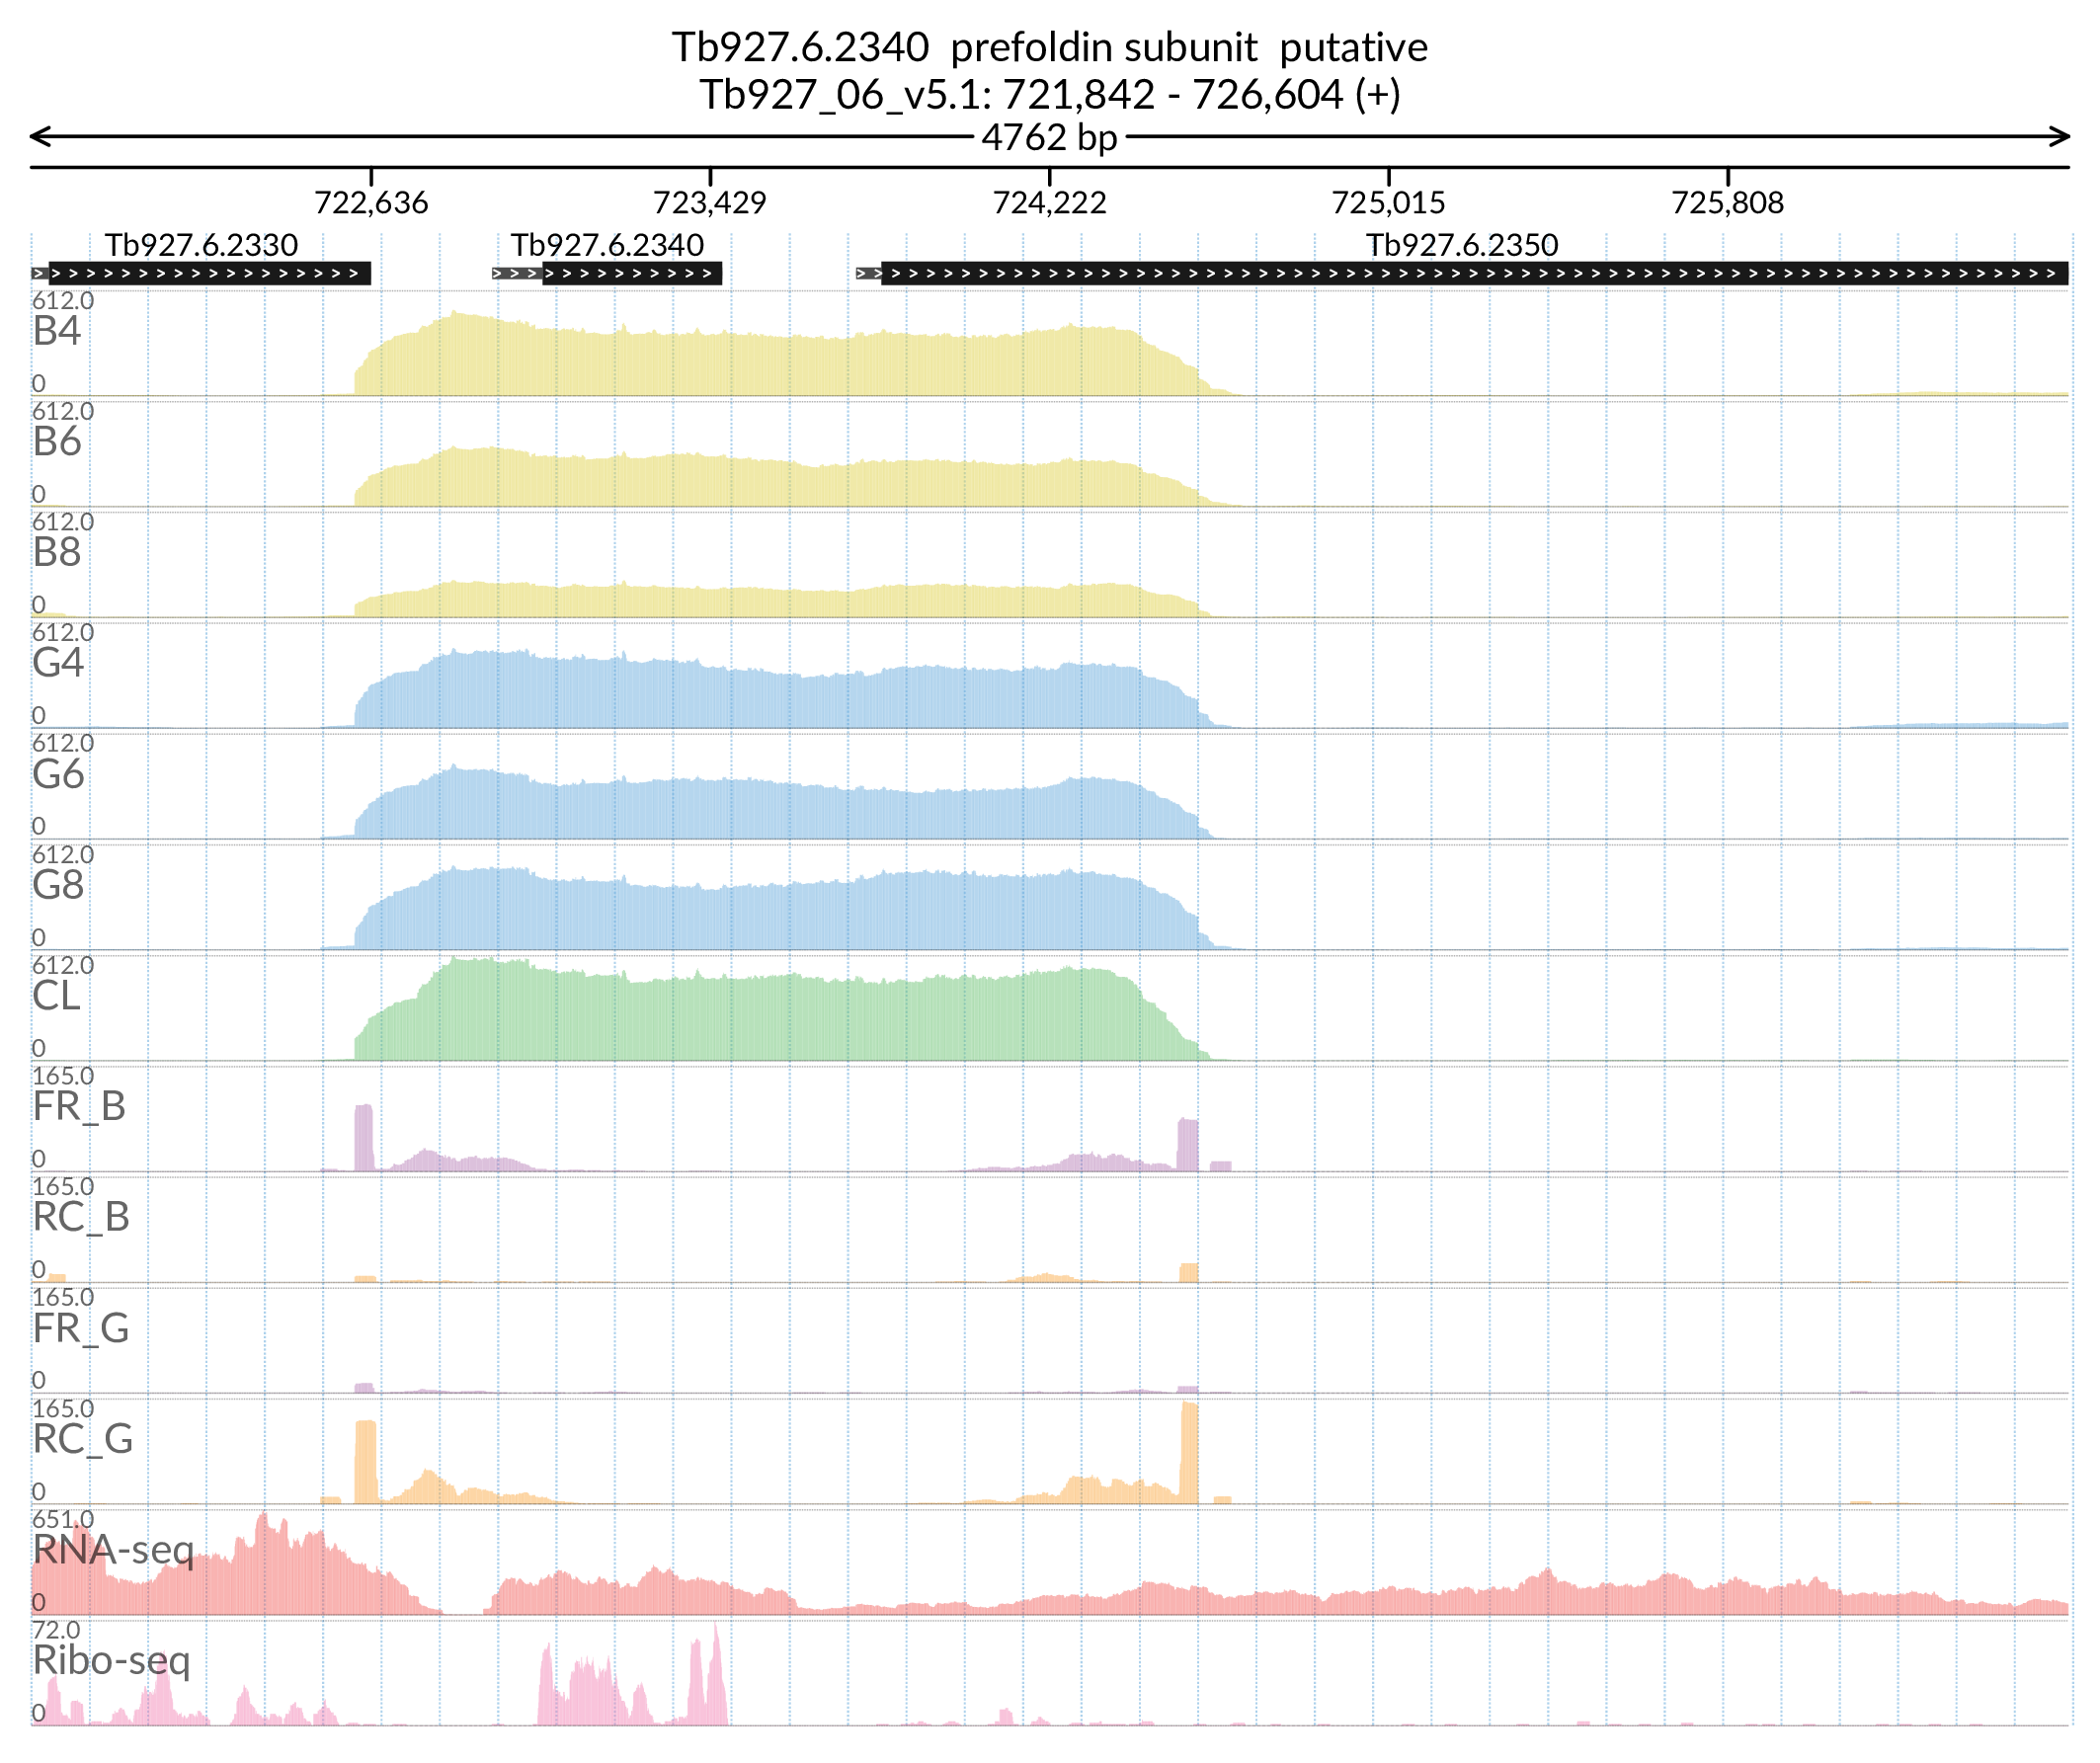 Tb927.6.2340  prefoldin subunit  putative
Tb927_06_v5.1: 721,842 - 726,604 (+)
4762 bp
722,636 723,429 724,222 725,015 725,808
Tb927.6.2330 Tb927.6.2340 Tb927.6.2350
612.0
B4
0
612.0
B6
0
612.0
B8
0
612.0
G4
0
612.0
G6
0
612.0
G8
0
612.0
CL
0
165.0
FR_B
0
165.0
RC_B
0
165.0
FR_G
0
165.0
RC_G
0
651.0
RNA-seq
0
72.0
Ribo-seq
0